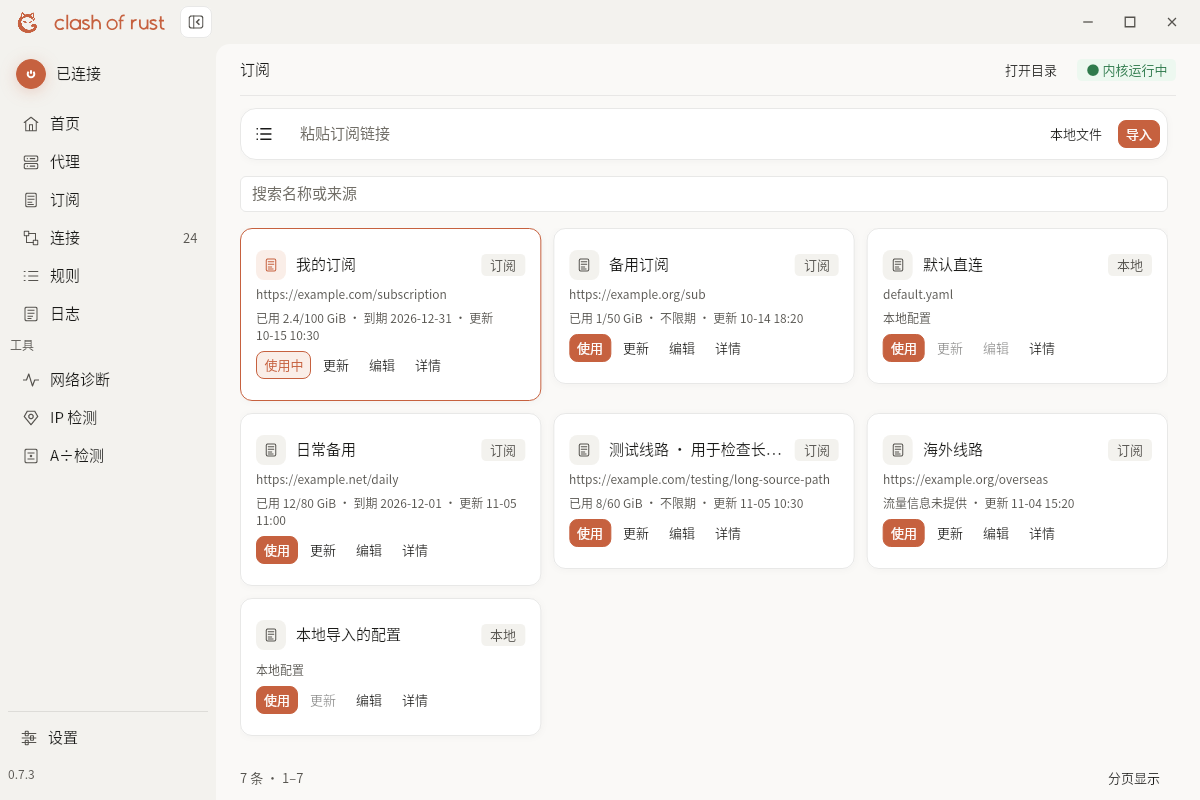 clash of rust
已连接
首页
代理
订阅
连接 24
规则
日志
工具
网络诊断
IP 检测
A÷检测
设置
0.7.3
订阅
打开目录
内核运行中
粘贴订阅链接
本地文件
导入
搜索名称或来源
我的订阅 订阅
https://example.com/subscription
已用 2.4/100 GiB · 到期 2026-12-31 · 更新
10-15 10:30
使用中 更新 编辑 详情
备用订阅 订阅
https://example.org/sub
已用 1/50 GiB · 不限期 · 更新 10-14 18:20
使用 更新 编辑 详情
默认直连 本地
default.yaml
本地配置
使用 更新 编辑 详情
日常备用 订阅
https://example.net/daily
已用 12/80 GiB · 到期 2026-12-01 · 更新 11-05
11:00
使用 更新 编辑 详情
测试线路 · 用于检查长… 订阅
https://example.com/testing/long-source-path
已用 8/60 GiB · 不限期 · 更新 11-05 10:30
使用 更新 编辑 详情
海外线路 订阅
https://example.org/overseas
流量信息未提供 · 更新 11-04 15:20
使用 更新 编辑 详情
本地导入的配置 本地
本地配置
使用 更新 编辑 详情
7 条 · 1–7
分页显示